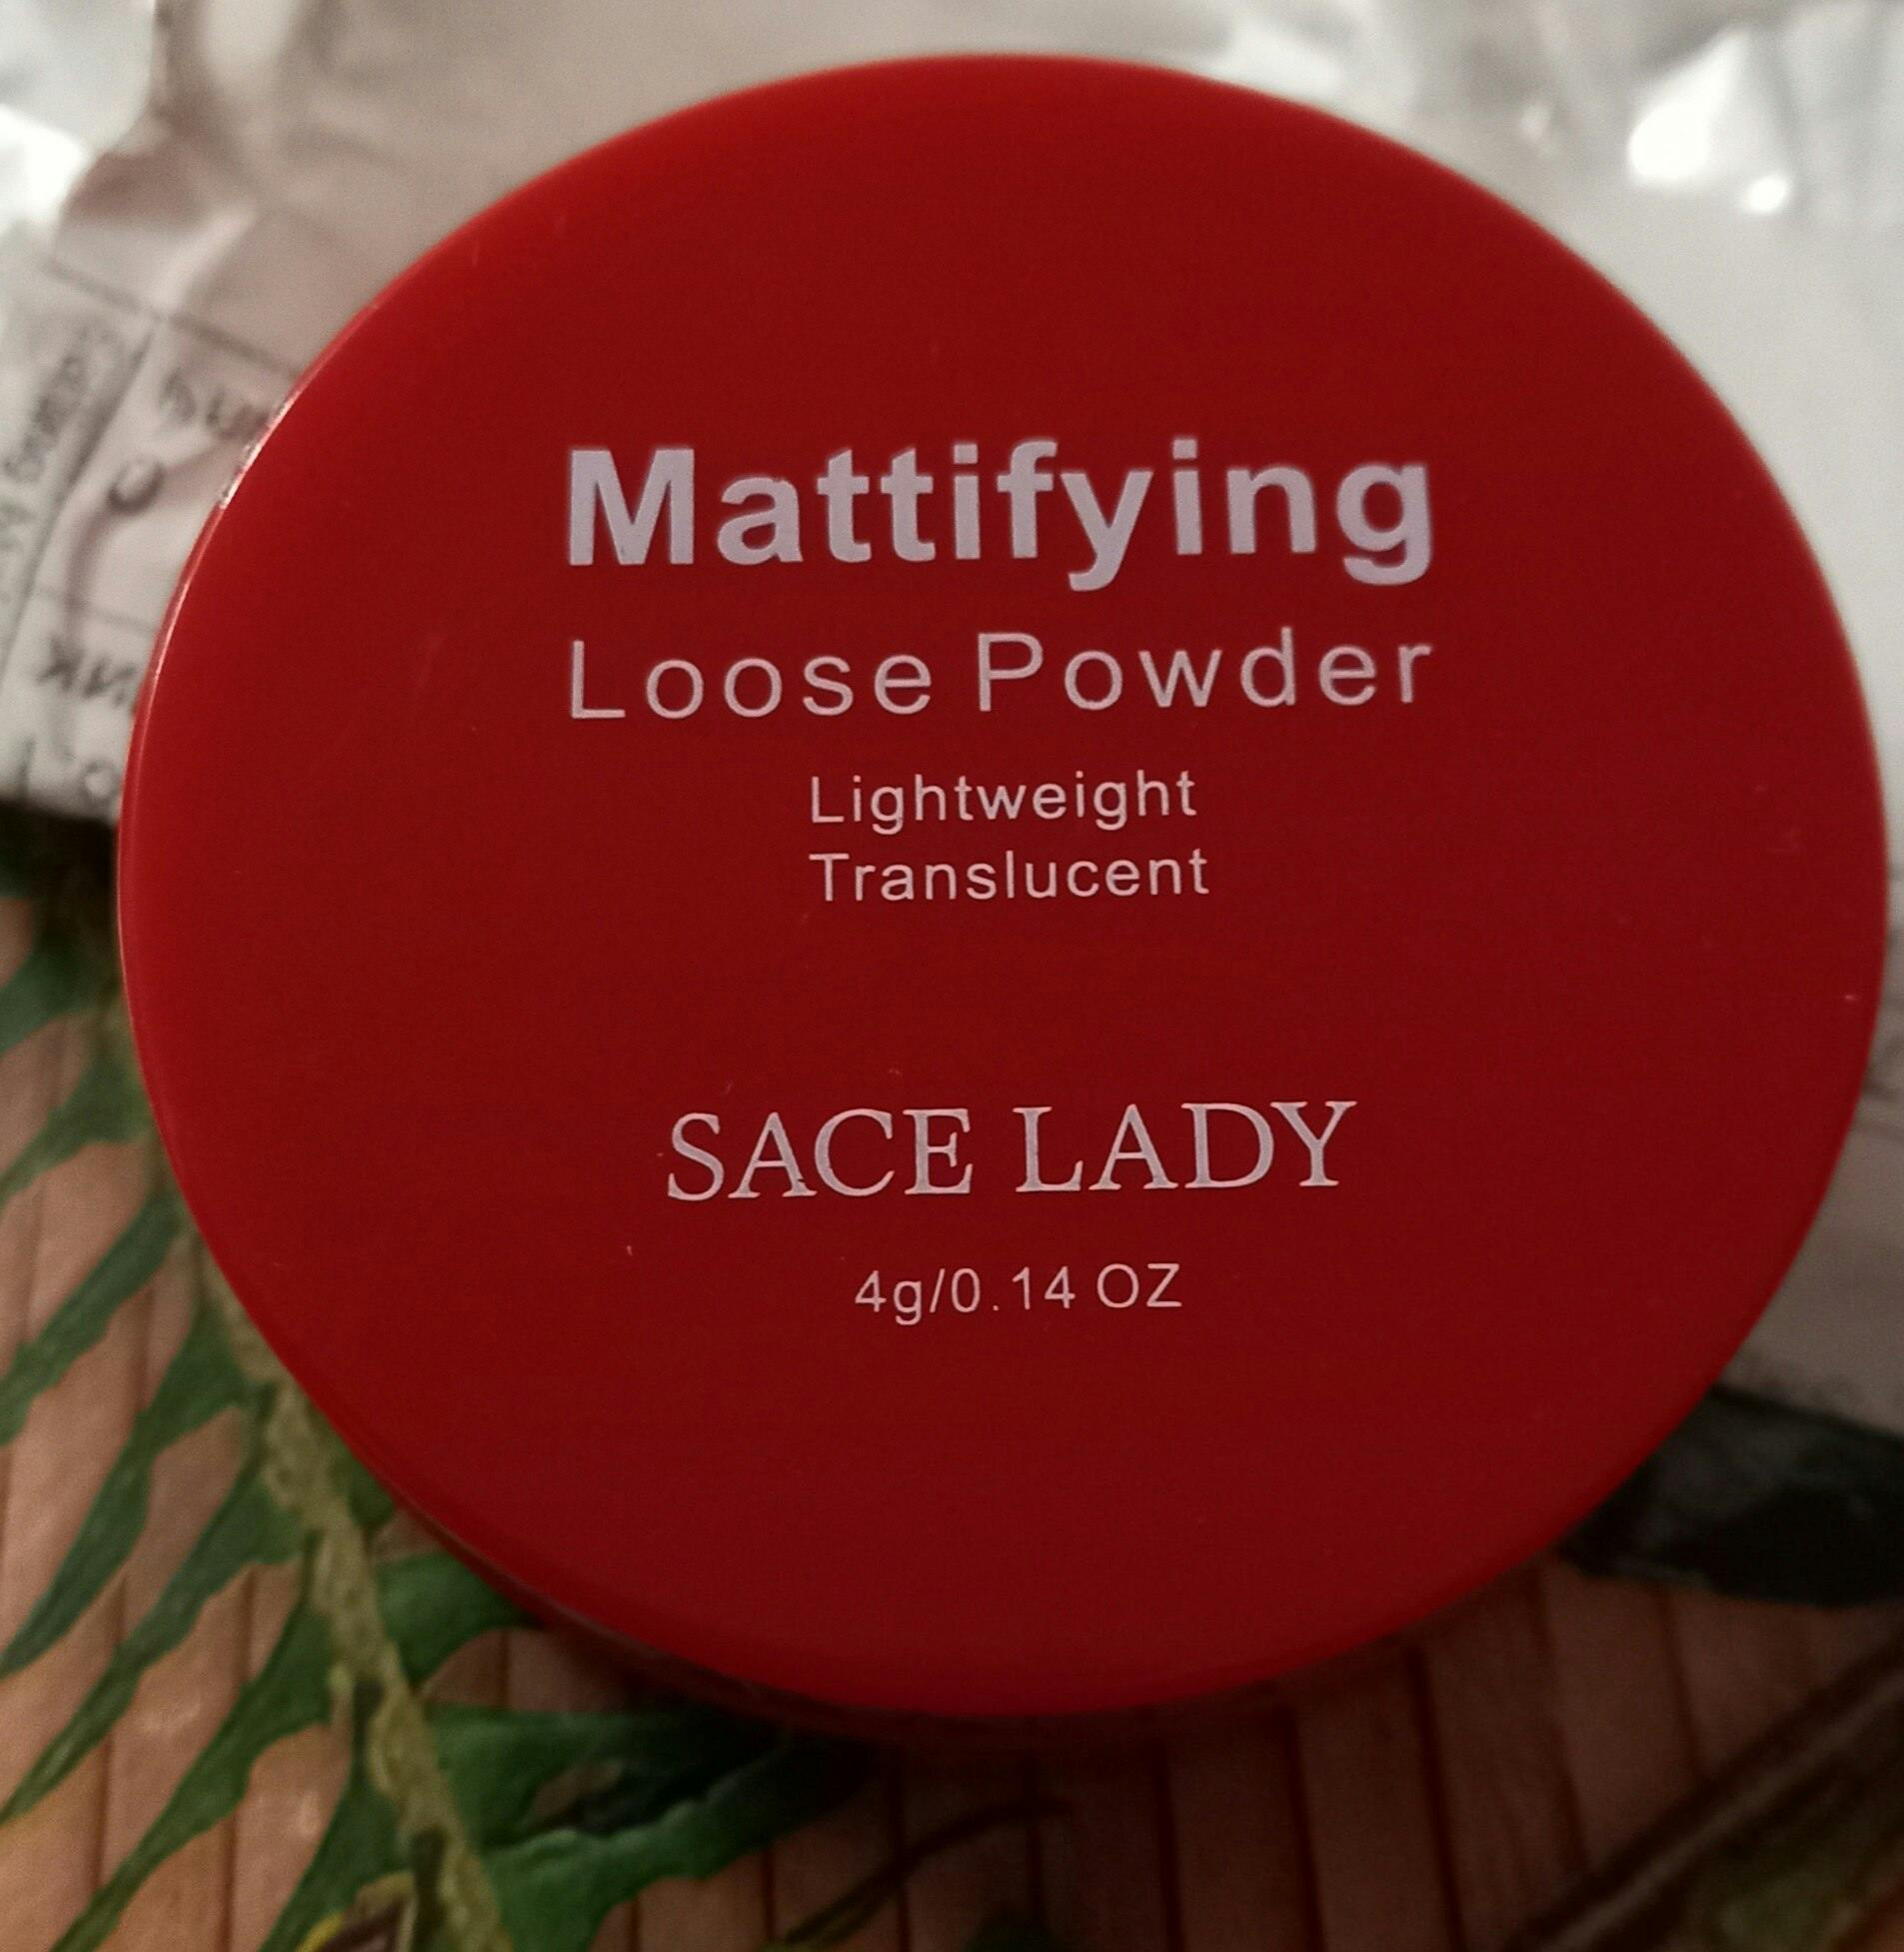 Mattifying
Loose Powder
Lightweight
Translucent
SACE LADY
4g/0.14 OZ